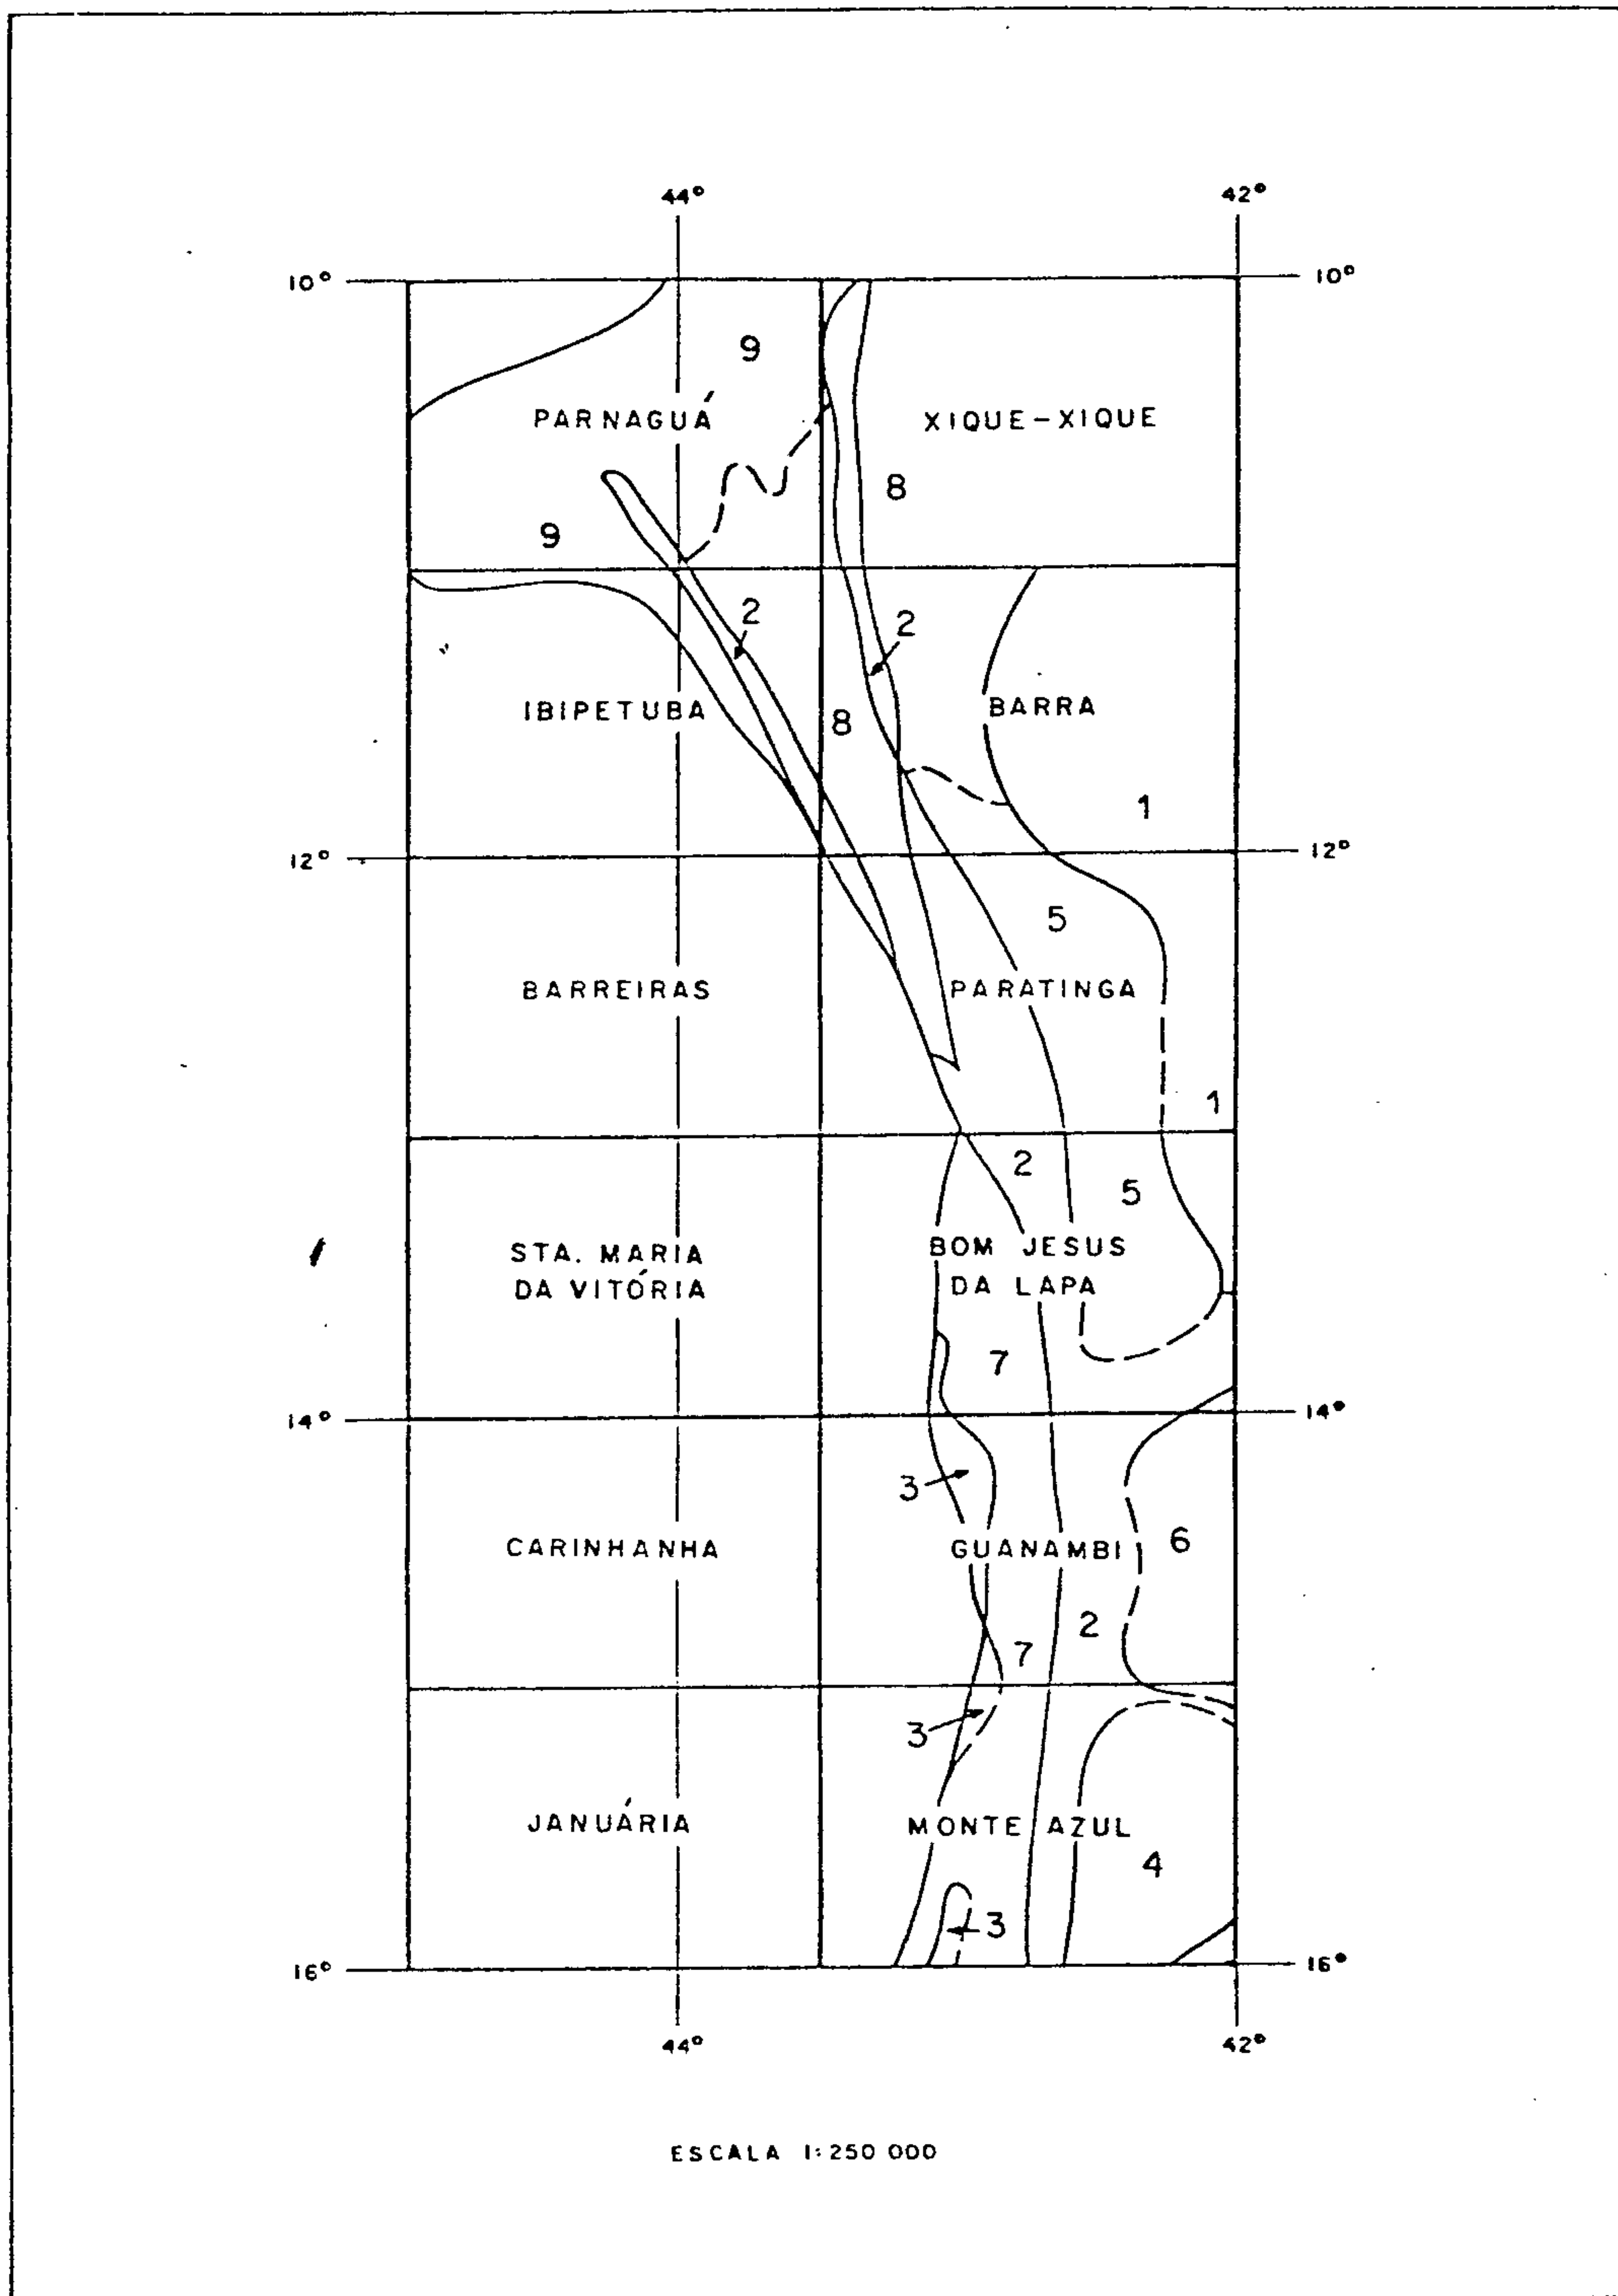 44° 42°
10° 10°
9
PARNAGUÁ XIQUE-XIQUE
8
9
2 2
IBIPETUBA 8 BARRA
1
12° 12°
5
BARREIRAS PARATINGA
1
2
5
STA. MARIA
DA VITÓRIA
BOM JESUS
DA LAPA
7
14° 14°
3
CARINHANHA GUANAMBI 6
2
7
3
JANUÁRIA MONTE AZUL
4
3
16° 16°
44° 42°
ESCALA 1:250 000